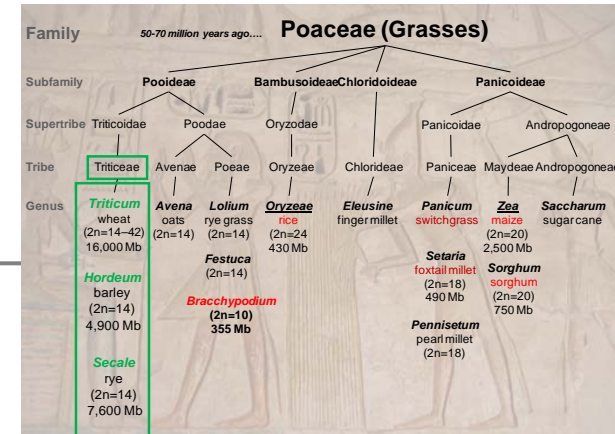 Family
50-70 million years ago....
Poaceae (Grasses)
Subfamily
Pooideae
BambusoideaeChloridoideae
Panicoideae
Supertribe
Triticoidae
Poodae
Oryzodae
Panicoidae
Andropogoneae
Tribe
Triticeae
Avenae
Poeae
Oryzeae
Chlorideae
Paniceae
Maydeae
Andropogoneae
Genus
Triticum
wheat
(2n=14–42)
16,000 Mb
Hordeum
barley
(2n=14)
4,900 Mb
Secale
rye
(2n=14)
7,600 Mb
Avena
oats
(2n=14)
Lolium
rye grass
(2n=14)
Festuca
(2n=14)
Bracchypodium
(2n=10)
355 Mb
Oryzeae
rice
(2n=24
430 Mb
Eleusine
finger millet
Panicum
switchgrass
Setaria
foxtail millet
(2n=18)
490 Mb
Pennisetum
pearl millet
(2n=18)
Zea
maize
(2n=20)
2,500 Mb
Sorghum
sorghum
(2n=20)
750 Mb
Saccharum
sugar cane